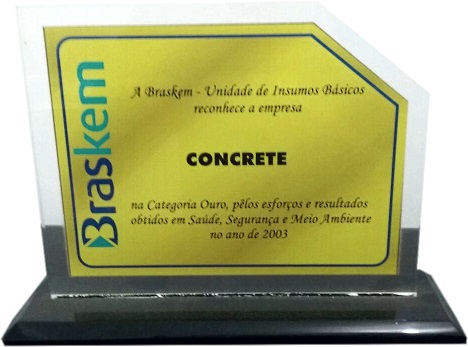 Braskem
A Braskem - Unidade de Insumos Básicos
reconhece a empresa
CONCRETE
na Categoria Ouro, pêlos esforços e resultados
obtidos em Saúde, Segurança e Meio Ambiente
no ano de 2003